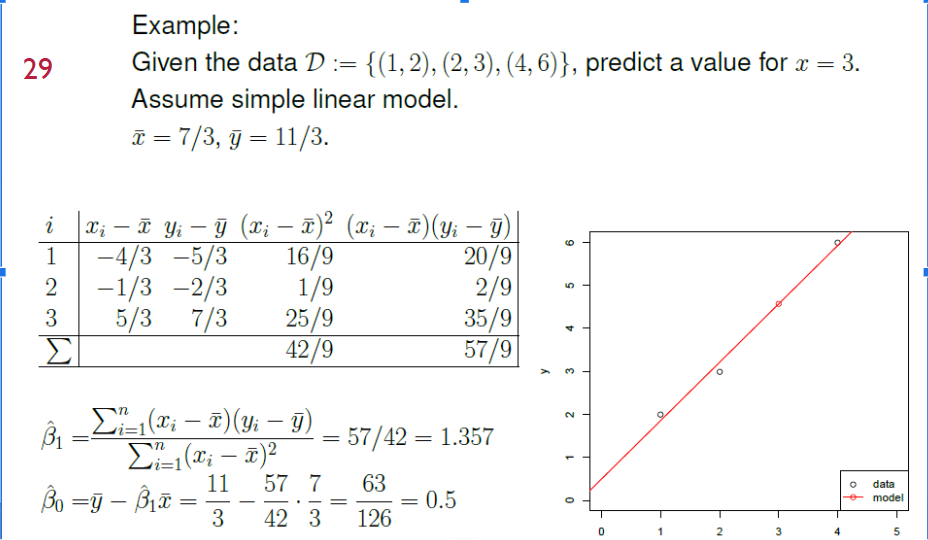 Example:
29
Given the data D := {(1, 2), (2, 3), (4, 6)}, predict a value for x = 3.
Assume simple linear model.
x̄ = 7/3, ȳ = 11/3.
i | xᵢ − x̄ yᵢ − ȳ (xᵢ − x̄)² (xᵢ − x̄)(yᵢ − ȳ)
1 | −4/3 −5/3 16/9 20/9
2 | −1/3 −2/3 1/9 2/9
3 | 5/3 7/3 25/9 35/9
∑ | 42/9 57/9
β̂₁ = ∑ⁿᵢ₌₁(xᵢ − x̄)(yᵢ − ȳ) / ∑ⁿᵢ₌₁(xᵢ − x̄)² = 57/42 = 1.357
β̂₀ = ȳ − β̂₁x̄ = 11/3 − 57/42 · 7/3 = 63/126 = 0.5
y
6
5
4
3
2
1
0
data
model
0 1 2 3 4 5